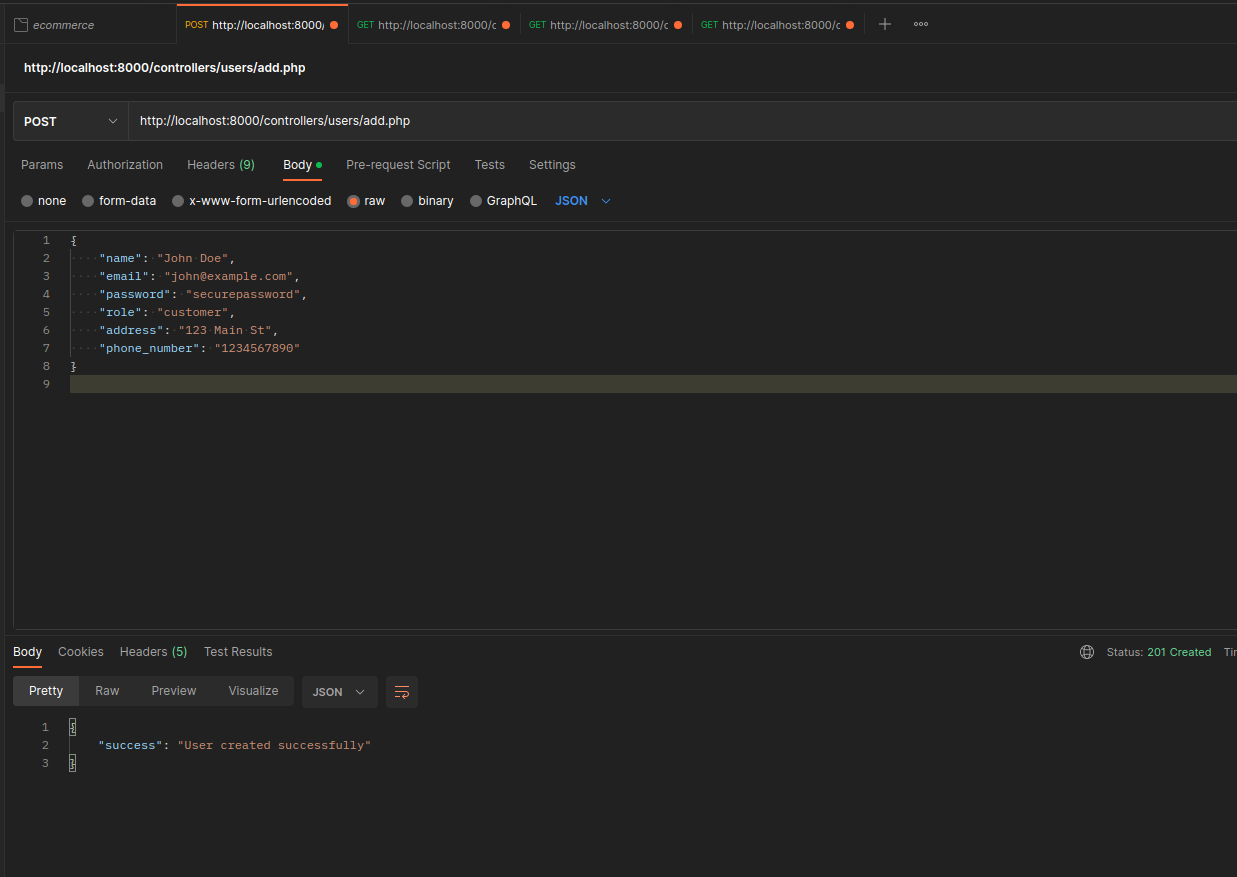 ecommerce POST http://localhost:8000/ GET http://localhost:8000/c GET http://localhost:8000/c GET http://localhost:8000/c
http://localhost:8000/controllers/users/add.php
POST http://localhost:8000/controllers/users/add.php
Params Authorization Headers (9) Body Pre-request Script Tests Settings
none form-data x-www-form-urlencoded raw binary GraphQL JSON
1 {
2 "name": "John Doe",
3 "email": "john@example.com",
4 "password": "securepassword",
5 "role": "customer",
6 "address": "123 Main St",
7 "phone_number": "1234567890"
8 }
9
Body Cookies Headers (5) Test Results Status: 201 Created Tir
Pretty Raw Preview Visualize JSON
1 {
2 "success": "User created successfully"
3 }